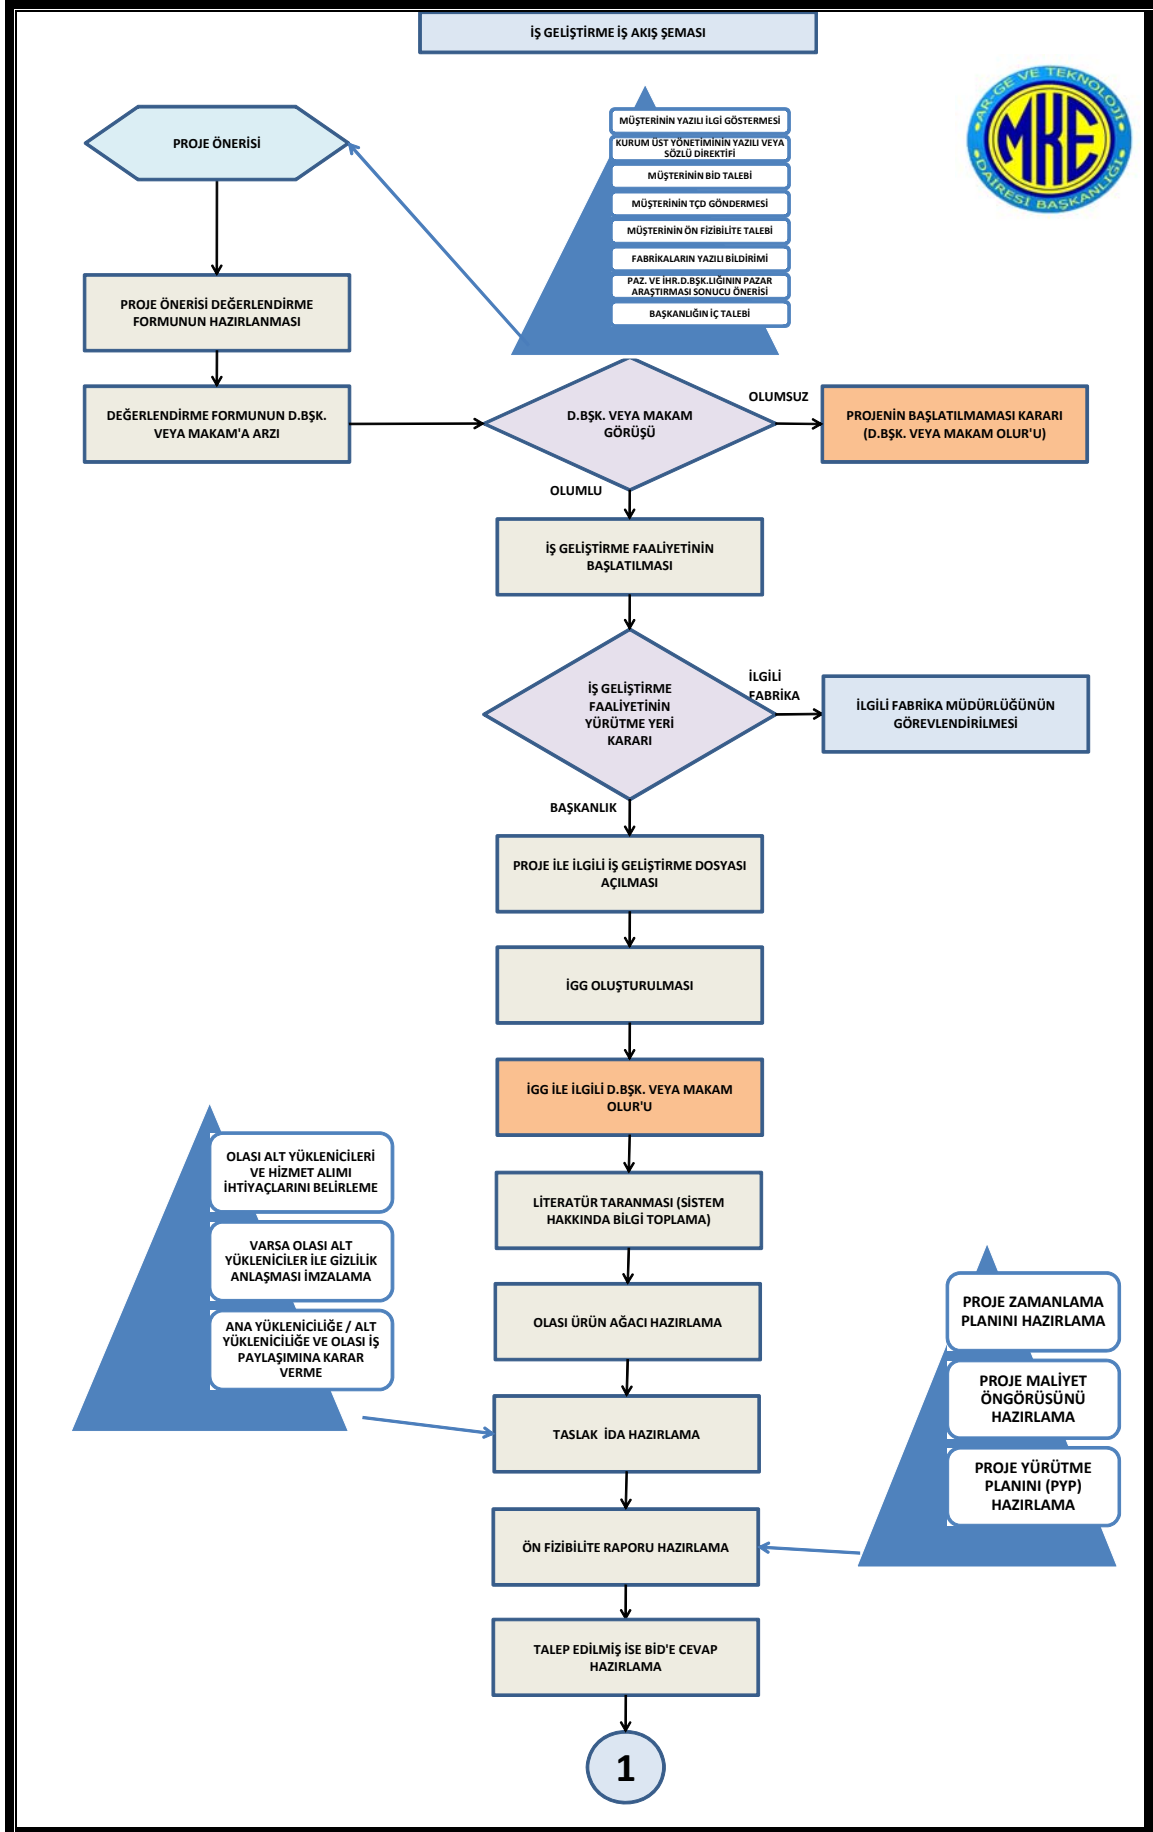 İŞ GELİŞTİRME İŞ AKIŞ ŞEMASI
AR-GE VE TEKNOLOJİ
MKE
DAİRESİ BAŞKANLIĞI
PROJE ÖNERİSİ
MÜŞTERİNİN YAZILI İLGİ GÖSTERMESİ
KURUM ÜST YÖNETİMİNİN YAZILI VEYA
SÖZLÜ DİREKTİFİ
MÜŞTERİNİN BİD TALEBİ
MÜŞTERİNİN TÇD GÖNDERMESİ
MÜŞTERİNİN ÖN FİZİBİLİTE TALEBİ
FABRİKALARIN YAZILI BİLDİRİMİ
PAZ. VE İHR.D.BŞK.LIĞININ PAZAR
ARAŞTIRMASI SONUCU ÖNERİSİ
BAŞKANLIĞIN İÇ TALEBİ
PROJE ÖNERİSİ DEĞERLENDİRME
FORMUNUN HAZIRLANMASI
DEĞERLENDİRME FORMUNUN D.BŞK.
VEYA MAKAM'A ARZI
D.BŞK. VEYA MAKAM
GÖRÜŞÜ
OLUMSUZ
PROJENİN BAŞLATILMAMASI KARARI
(D.BŞK. VEYA MAKAM OLUR'U)
OLUMLU
İŞ GELİŞTİRME FAALİYETİNİN
BAŞLATILMASI
İŞ GELİŞTİRME
FAALİYETİNİN
YÜRÜTME YERİ
KARARI
İLGİLİ
FABRİKA
İLGİLİ FABRİKA MÜDÜRLÜĞÜNÜN
GÖREVLENDİRİLMESİ
BAŞKANLIK
PROJE İLE İLGİLİ İŞ GELİŞTİRME DOSYASI
AÇILMASI
İGG OLUŞTURULMASI
İGG İLE İLGİLİ D.BŞK. VEYA MAKAM
OLUR'U
LİTERATÜR TARANMASI (SİSTEM
HAKKINDA BİLGİ TOPLAMA)
OLASI ÜRÜN AĞACI HAZIRLAMA
OLASI ALT YÜKLENİCİLERİ
VE HİZMET ALIMI
İHTİYAÇLARINI BELİRLEME
VARSA OLASI ALT
YÜKLENİCİLER İLE GİZLİLİK
ANLAŞMASI İMZALAMA
ANA YÜKLENİCİLİĞE / ALT
YÜKLENİCİLİĞE VE OLASI İŞ
PAYLAŞIMINA KARAR
VERME
TASLAK İDA HAZIRLAMA
PROJE ZAMANLAMA
PLANINI HAZIRLAMA
PROJE MALİYET
ÖNGÖRÜSÜNÜ
HAZIRLAMA
PROJE YÜRÜTME
PLANINI (PYP)
HAZIRLAMA
ÖN FİZİBİLİTE RAPORU HAZIRLAMA
TALEP EDİLMİŞ İSE BİD'E CEVAP
HAZIRLAMA
1